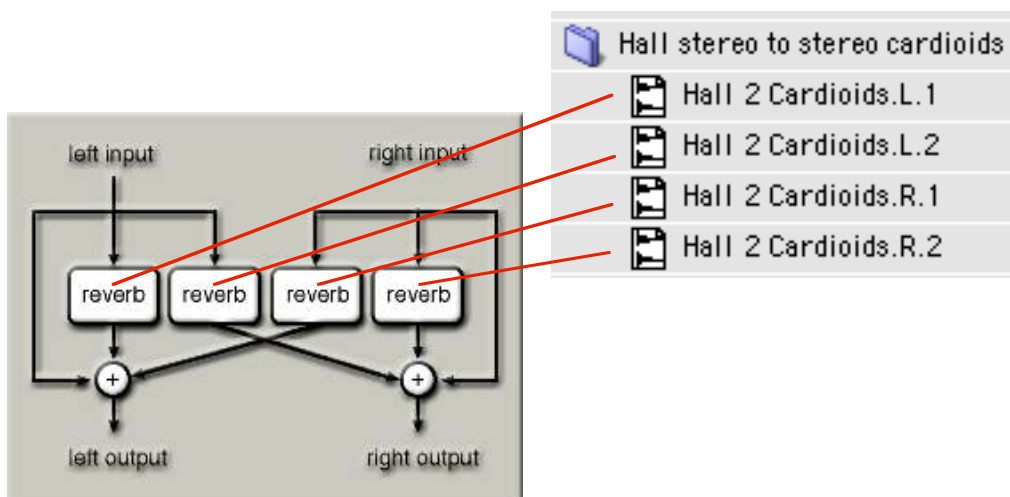 Hall stereo to stereo cardioids
Hall 2 Cardioids.L.1
Hall 2 Cardioids.L.2
Hall 2 Cardioids.R.1
Hall 2 Cardioids.R.2
left input right input
reverb reverb reverb reverb
+ +
left output right output